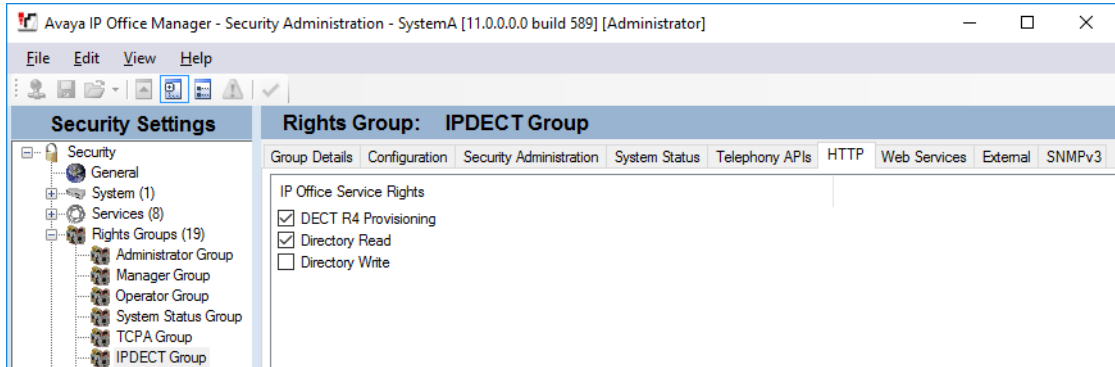 Avaya IP Office Manager - Security Administration - SystemA [11.0.0.0.0 build 589] [Administrator]
File Edit View Help
Security Settings
Rights Group: IPDECT Group
Security
General
System (1)
Services (8)
Rights Groups (19)
Administrator Group
Manager Group
Operator Group
System Status Group
TCPA Group
IPDECT Group
Group Details Configuration Security Administration System Status Telephony APIs HTTP Web Services External SNMPv3
IP Office Service Rights
DECT R4 Provisioning
Directory Read
Directory Write